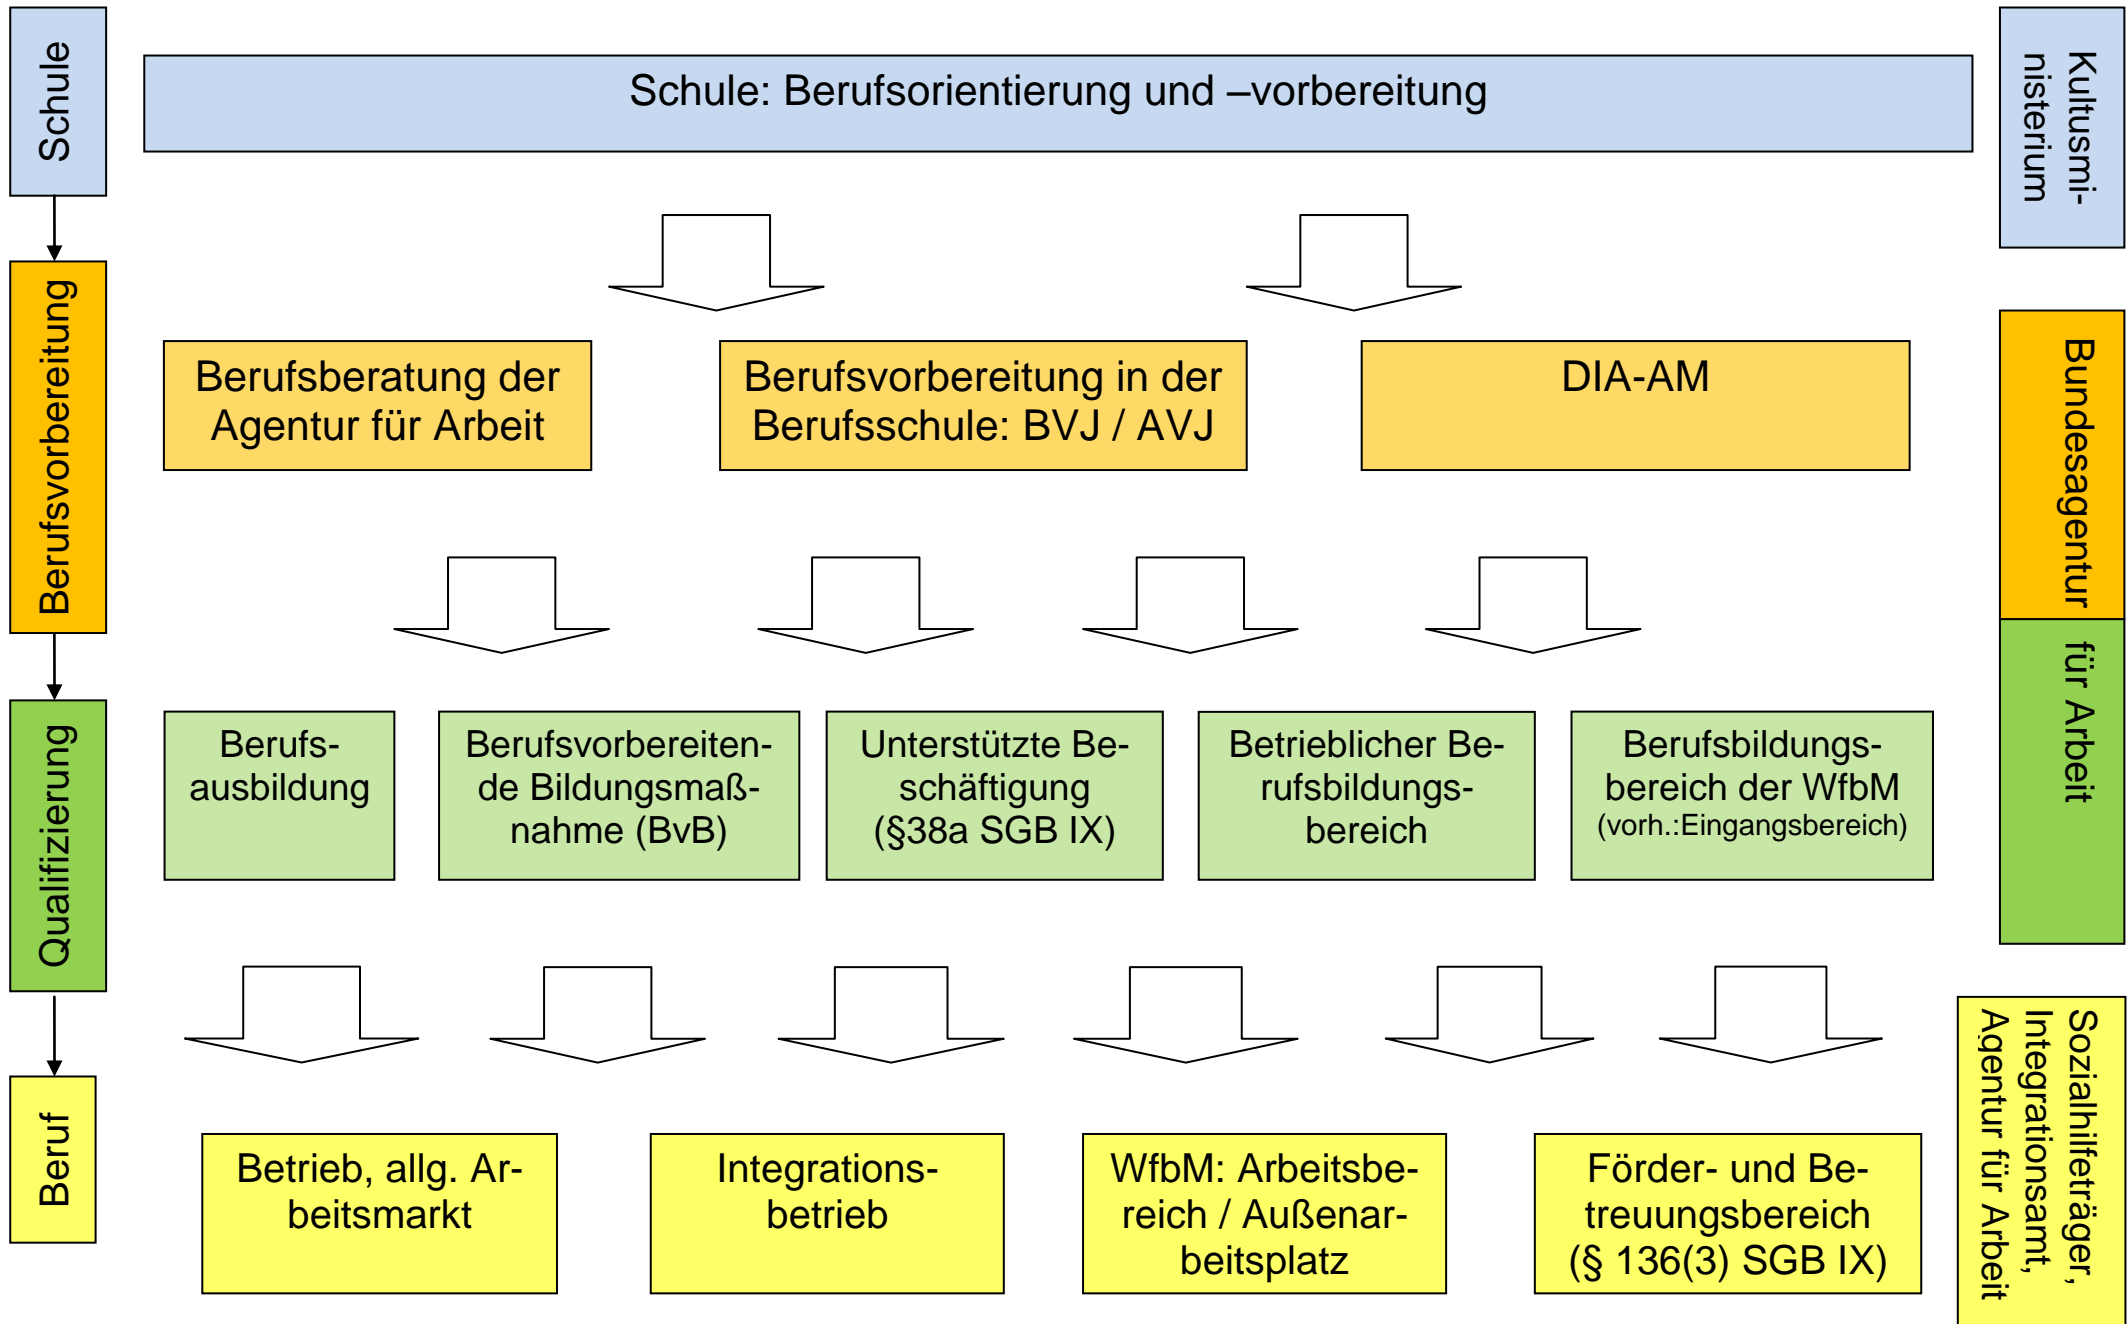 Schule
Schule: Berufsorientierung und –vorbereitung
Kultusmi-
nisterium
Berufsvorbereitung
Berufsberatung der
Agentur für Arbeit
Berufsvorbereitung in der
Berufsschule: BVJ / AVJ
DIA-AM
Bundesagentur für Arbeit
Qualifizierung
Berufs-
ausbildung
Berufsvorbereiten-
de Bildungsmaß-
nahme (BvB)
Unterstützte Be-
schäftigung
(§38a SGB IX)
Betrieblicher Be-
rufsbildungs-
bereich
Berufsbildungs-
bereich der WfbM
(vorh.:Eingangsbereich)
Beruf
Betrieb, allg. Ar-
beitsmarkt
Integrations-
betrieb
WfbM: Arbeitsbe-
reich / Außenar-
beitsplatz
Förder- und Be-
treuungsbereich
(§ 136(3) SGB IX)
Sozialhilfeträger,
Integrationsamt,
Agentur für Arbeit